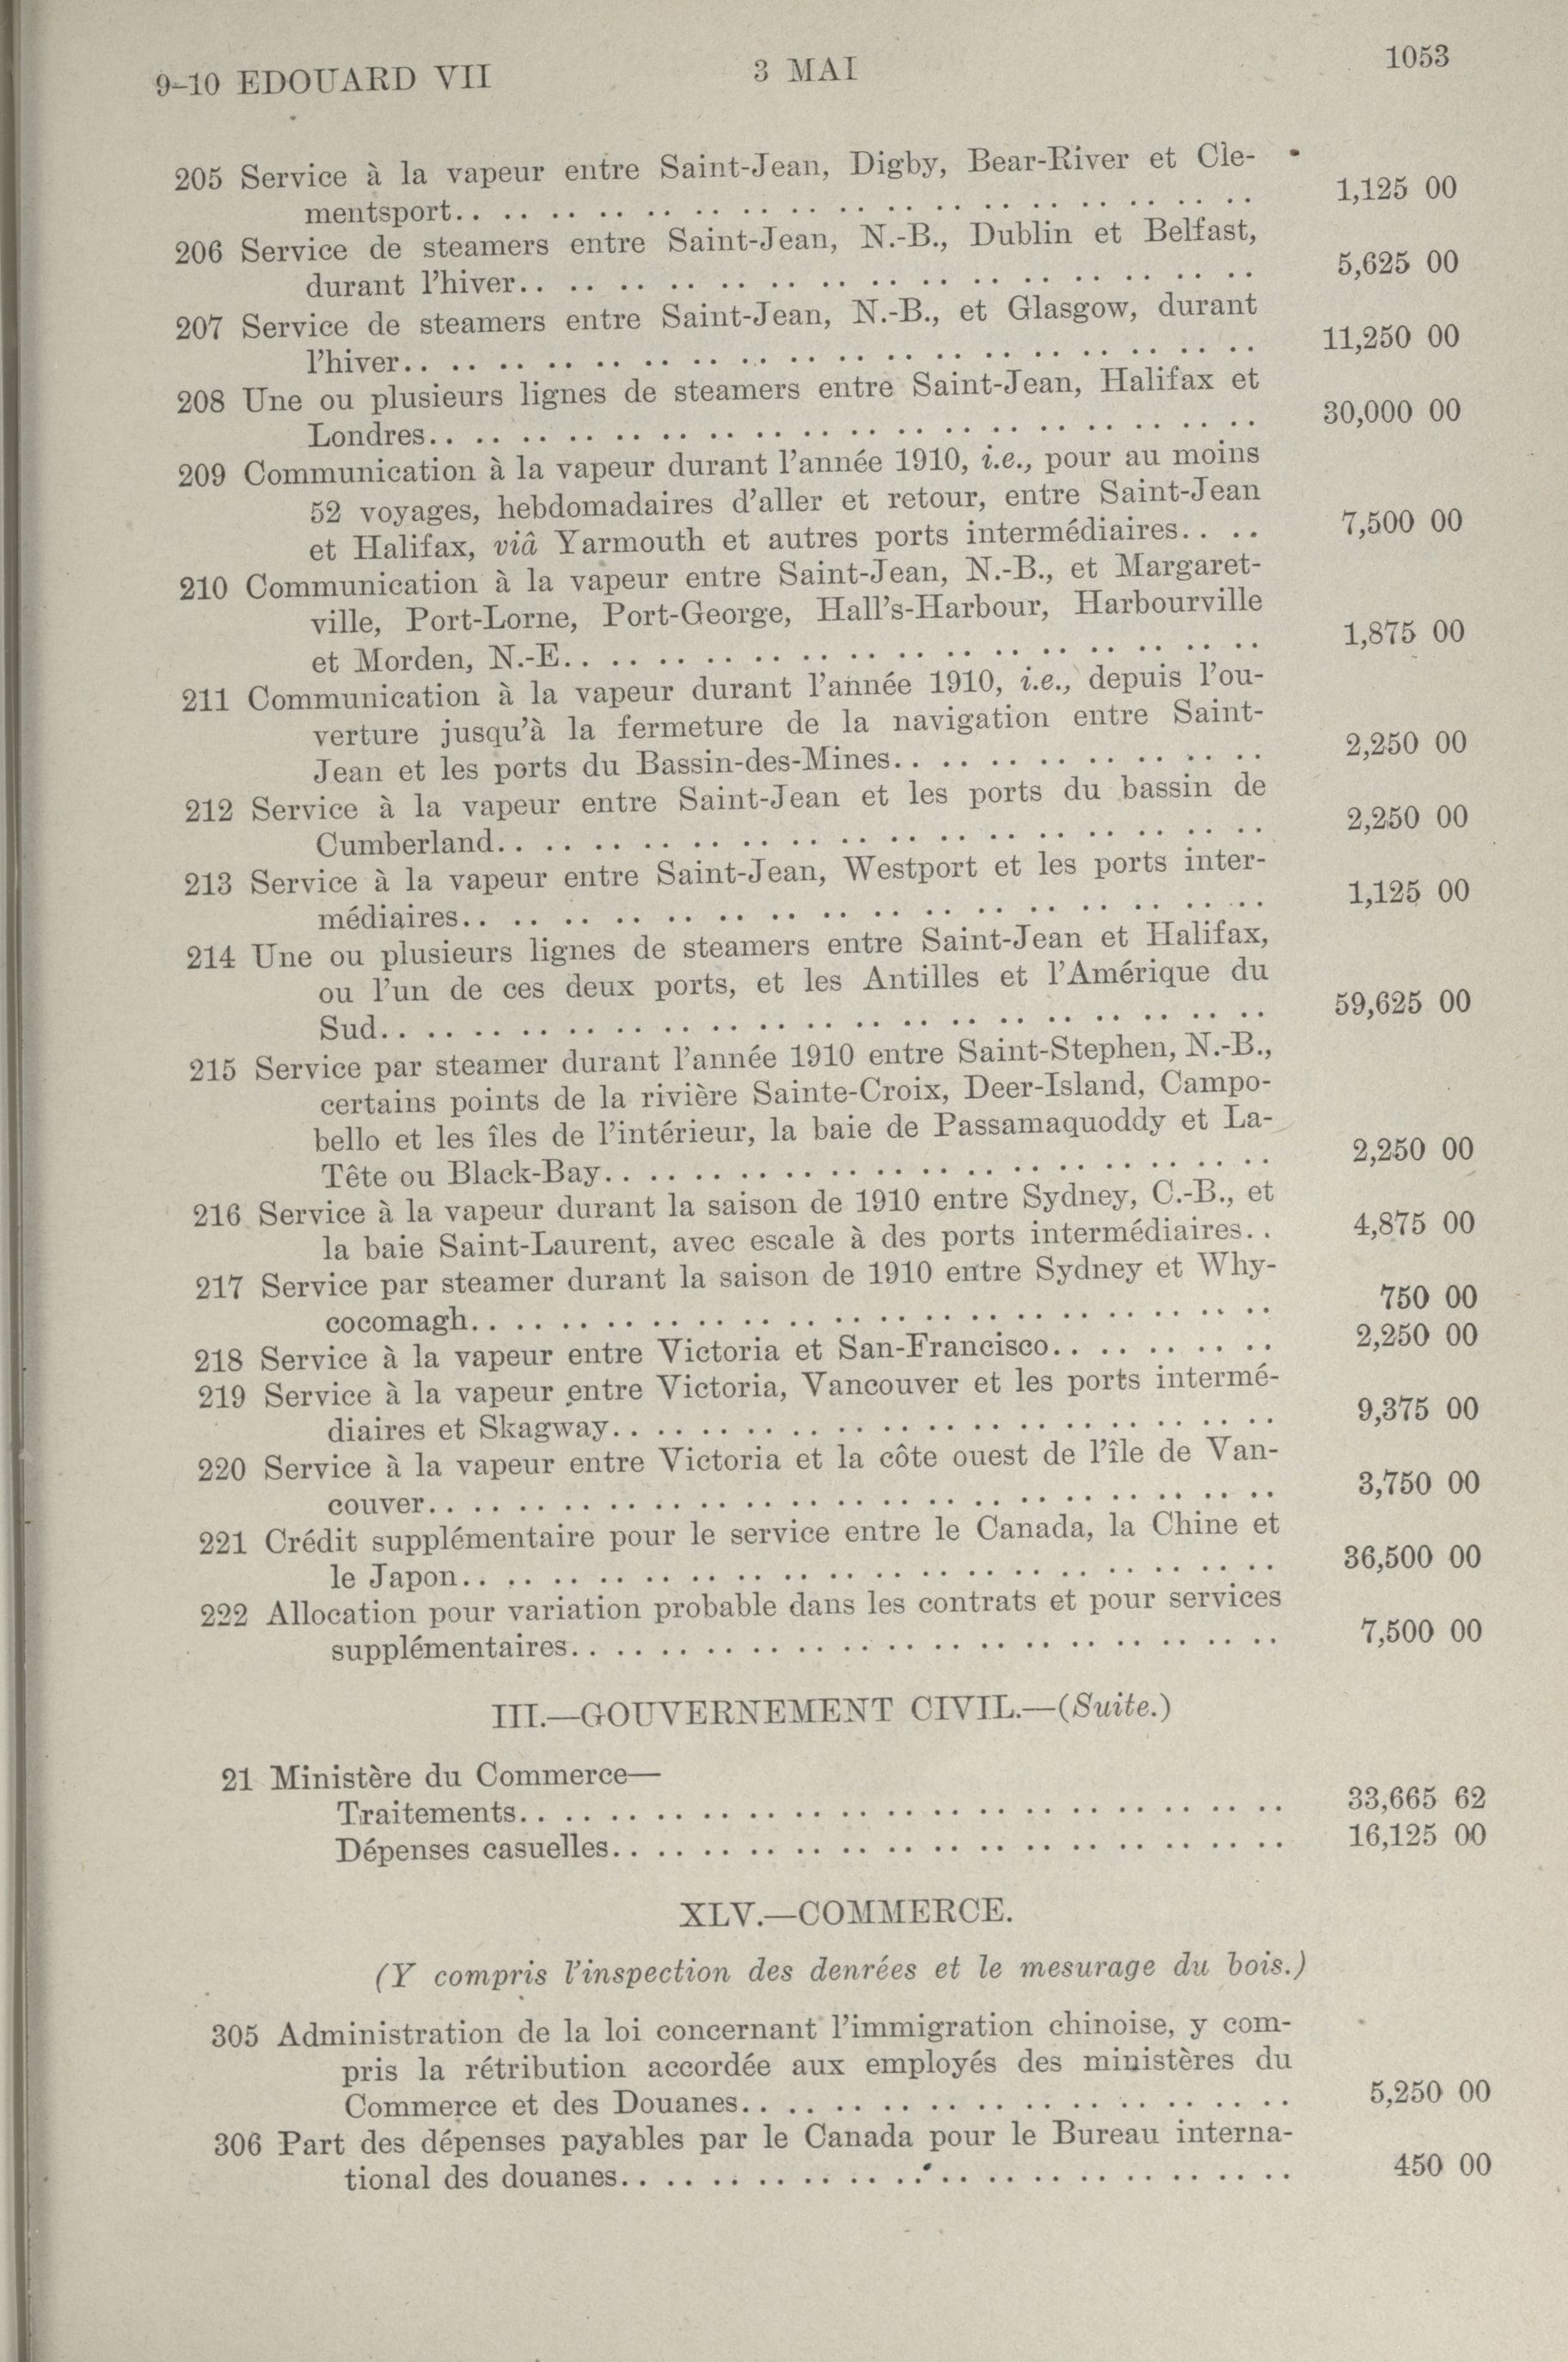 9-10 EDOUARD VII 3 MAI 1053
205 Service à la vapeur entre Saint-Jean, Digby, Bear-River et Cle-
mentsport.. .. .. .. .. .. .. .. .. .. .. .. .. .. .. .. .. 1,125 00
206 Service de steamers entre Saint-Jean, N.-B., Dublin et Belfast,
durant l'hiver.. .. .. .. .. .. .. .. .. .. .. .. .. .. .. 5,625 00
207 Service de steamers entre Saint-Jean, N.-B., et Glasgow, durant
l'hiver.. .. .. .. .. .. .. .. .. .. .. .. .. .. .. .. .. .. 11,250 00
208 Une ou plusieurs lignes de steamers entre Saint-Jean, Halifax et
Londres.. .. .. .. .. .. .. .. .. .. .. .. .. .. .. .. .. .. 30,000 00
209 Communication à la vapeur durant l'année 1910, i.e., pour au moins
52 voyages, hebdomadaires d'aller et retour, entre Saint-Jean
et Halifax, viâ Yarmouth et autres ports intermédiaires.. .. 7,500 00
210 Communication à la vapeur entre Saint-Jean, N.-B., et Margaret-
ville, Port-Lorne, Port-George, Hall's-Harbour, Harbourville
et Morden, N.-E.. .. .. .. .. .. .. .. .. .. .. .. .. .. .. 1,875 00
211 Communication à la vapeur durant l'année 1910, i.e., depuis l'ou-
verture jusqu'à la fermeture de la navigation entre Saint-
Jean et les ports du Bassin-des-Mines.. .. .. .. .. .. .. .. 2,250 00
212 Service à la vapeur entre Saint-Jean et les ports du bassin de
Cumberland.. .. .. .. .. .. .. .. .. .. .. .. .. .. .. .. 2,250 00
213 Service à la vapeur entre Saint-Jean, Westport et les ports inter-
médiaires.. .. .. .. .. .. .. .. .. .. .. .. .. .. .. .. .. 1,125 00
214 Une ou plusieurs lignes de steamers entre Saint-Jean et Halifax,
ou l'un de ces deux ports, et les Antilles et l'Amérique du
Sud.. .. .. .. .. .. .. .. .. .. .. .. .. .. .. .. .. .. .. 59,625 00
215 Service par steamer durant l'année 1910 entre Saint-Stephen, N.-B.,
certains points de la rivière Sainte-Croix, Deer-Island, Campo-
bello et les îles de l'intérieur, la baie de Passamaquoddy et La-
Tête ou Black-Bay.. .. .. .. .. .. .. .. .. .. .. .. .. .. .. 2,250 00
216 Service à la vapeur durant la saison de 1910 entre Sydney, C.-B., et
la baie Saint-Laurent, avec escale à des ports intermédiaires.. 4,875 00
217 Service par steamer durant la saison de 1910 entre Sydney et Why-
cocomagh.. .. .. .. .. .. .. .. .. .. .. .. .. .. .. .. .. .. 750 00
218 Service à la vapeur entre Victoria et San-Francisco.. .. .. .. .. 2,250 00
219 Service à la vapeur entre Victoria, Vancouver et les ports intermé-
diaires et Skagway.. .. .. .. .. .. .. .. .. .. .. .. .. .. .. 9,375 00
220 Service à la vapeur entre Victoria et la côte ouest de l'île de Van-
couver.. .. .. .. .. .. .. .. .. .. .. .. .. .. .. .. .. .. .. 3,750 00
221 Crédit supplémentaire pour le service entre le Canada, la Chine et
le Japon.. .. .. .. .. .. .. .. .. .. .. .. .. .. .. .. .. .. 36,500 00
222 Allocation pour variation probable dans les contrats et pour services
supplémentaires.. .. .. .. .. .. .. .. .. .. .. .. .. .. .. .. 7,500 00
III.—GOUVERNEMENT CIVIL.—(Suite.)
21 Ministère du Commerce—
Traitements.. .. .. .. .. .. .. .. .. .. .. .. .. .. .. .. .. 33,665 62
Dépenses casuelles.. .. .. .. .. .. .. .. .. .. .. .. .. .. .. 16,125 00
XLV.—COMMERCE.
(Y compris l'inspection des denrées et le mesurage du bois.)
305 Administration de la loi concernant l'immigration chinoise, y com-
pris la rétribution accordée aux employés des ministères du
Commerce et des Douanes.. .. .. .. .. .. .. .. .. .. .. .. 5,250 00
306 Part des dépenses payables par le Canada pour le Bureau interna-
tional des douanes.. .. .. .. .. .. .. .. .. .. .. .. .. .. .. 450 00